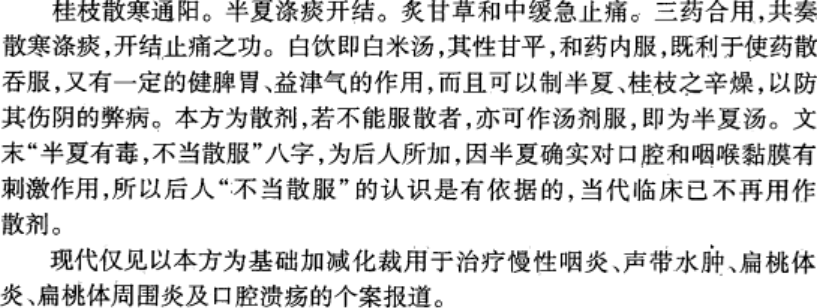 桂枝散寒通阳。半夏涤痰开结。炙甘草和中缓急止痛。三药合用,共奏
散寒涤痰,开结止痛之功。白饮即白米汤,其性甘平,和药内服,既利于使药散
吞服,又有一定的健脾胃、益津气的作用,而且可以制半夏、桂枝之辛燥,以防
其伤阴的弊病。本方为散剂,若不能服散者,亦可作汤剂服,即为半夏汤。文
末“半夏有毒,不当散服”八字,为后人所加,因半夏确实对口腔和咽喉黏膜有
刺激作用,所以后人“不当散服”的认识是有依据的,当代临床已不再用作
散剂。
现代仅见以本方为基础加减化裁用于治疗慢性咽炎、声带水肿、扁桃体
炎、扁桃体周围炎及口腔溃疡的个案报道。